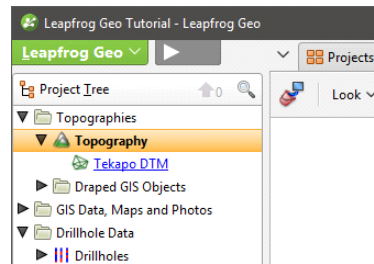 Leapfrog Geo Tutorial - Leapfrog Geo
Leapfrog Geo
Projects
Project Tree
0
Look
Topographies
Topography
Tekapo DTM
Draped GIS Objects
GIS Data, Maps and Photos
Drillhole Data
Drillholes